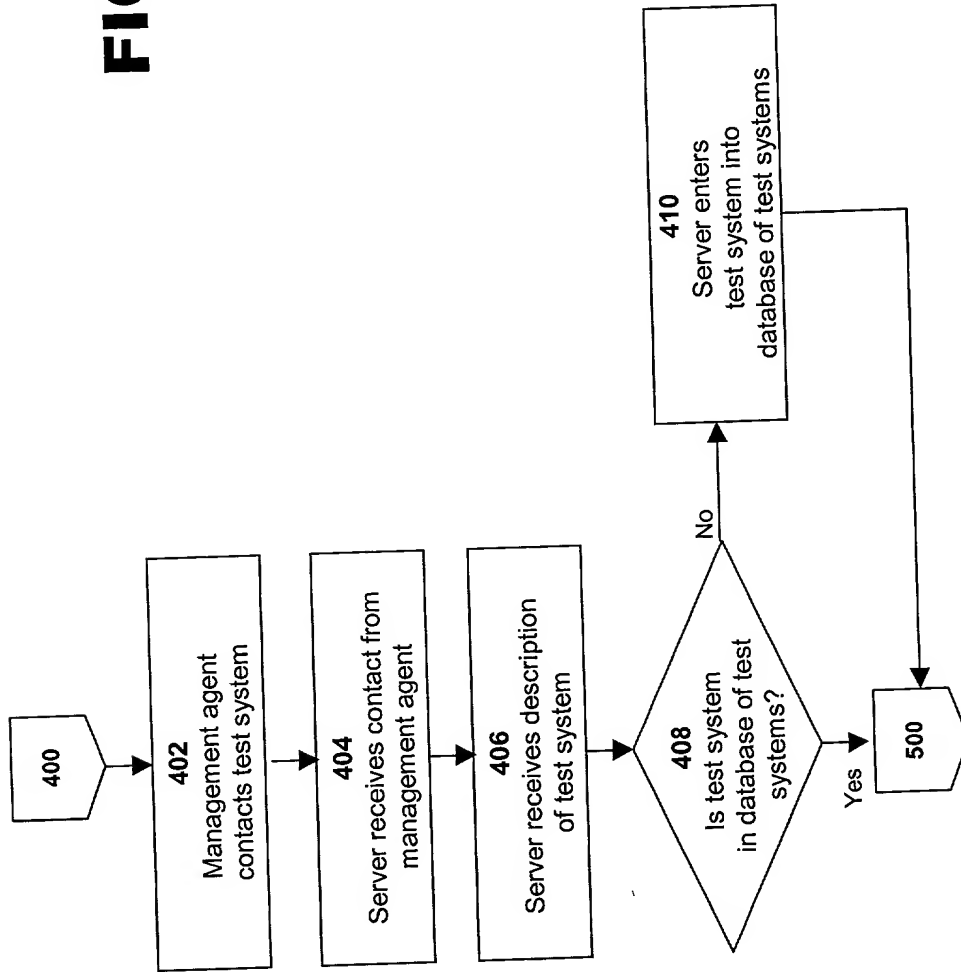 400
402
Management agent
contacts test system
404
Server receives contact from
management agent
406
Server receives description
of test system
408
Is test system
in database of test
systems?
No
Yes
410
Server enters
test system into
database of test systems
500